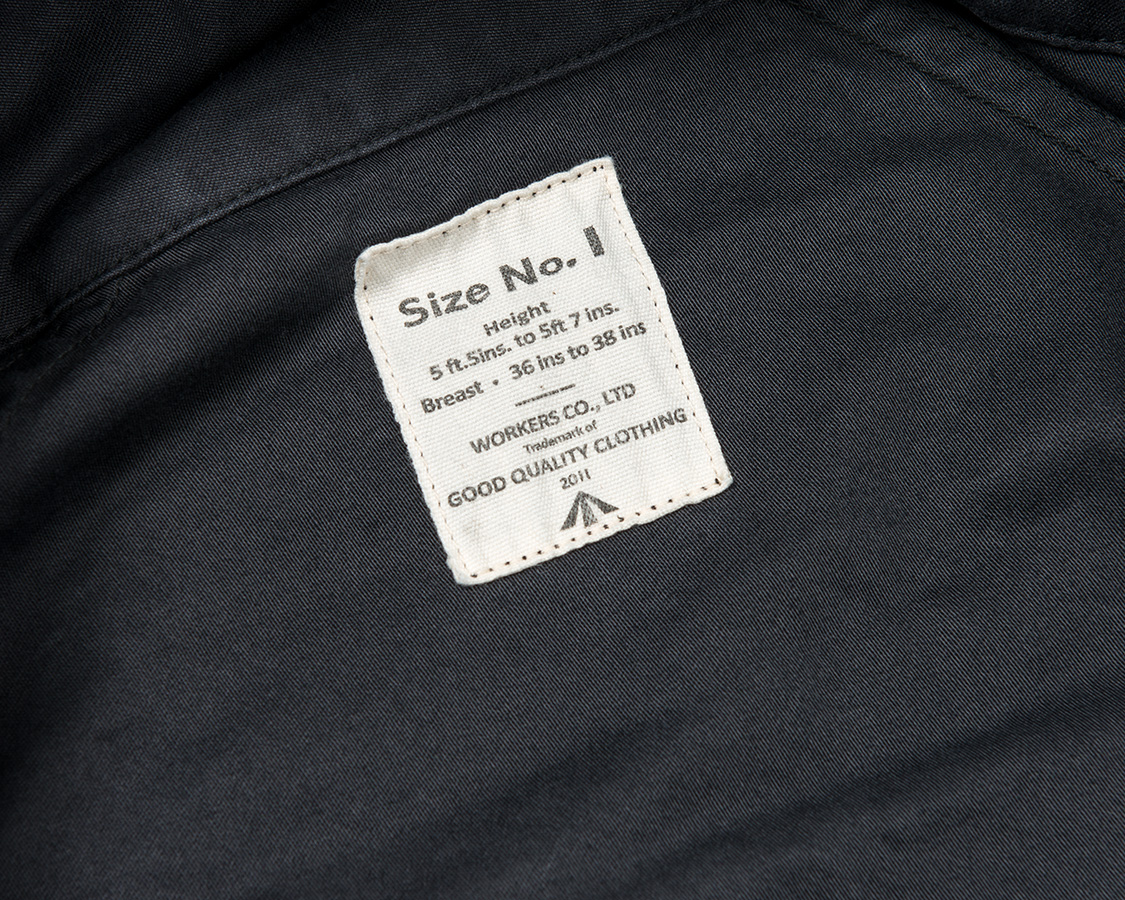 Size No. 1
Height
5 ft.5ins. to 5ft 7 ins.
Breast • 36 ins to 38 ins
WORKERS CO., LTD
Trademark of
GOOD QUALITY CLOTHING
2011